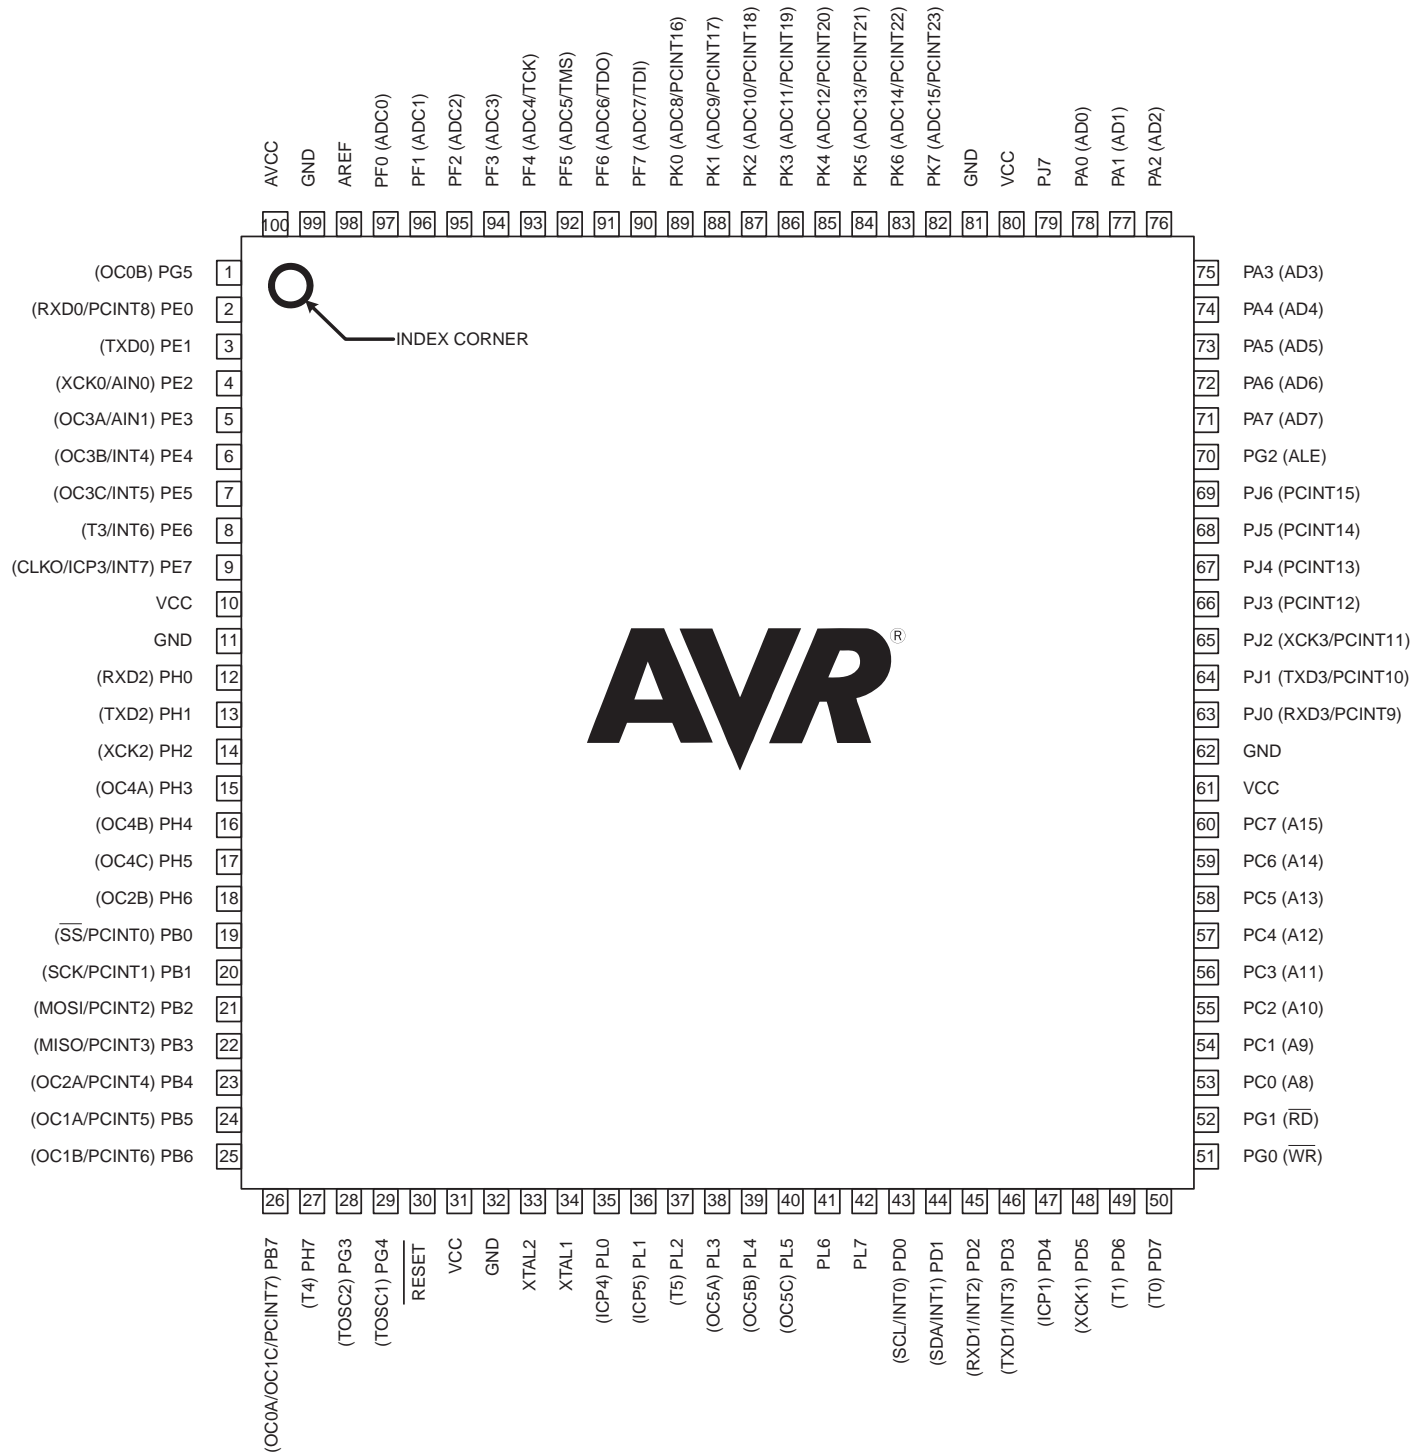 AVCC
GND
AREF
PF0 (ADC0)
PF1 (ADC1)
PF2 (ADC2)
PF3 (ADC3)
PF4 (ADC4/TCK)
PF5 (ADC5/TMS)
PF6 (ADC6/TDO)
PF7 (ADC7/TDI)
PK0 (ADC8/PCINT16)
PK1 (ADC9/PCINT17)
PK2 (ADC10/PCINT18)
PK3 (ADC11/PCINT19)
PK4 (ADC12/PCINT20)
PK5 (ADC13/PCINT21)
PK6 (ADC14/PCINT22)
PK7 (ADC15/PCINT23)
GND
VCC
PJ7
PA0 (AD0)
PA1 (AD1)
PA2 (AD2)
100 99 98 97 96 95 94 93 92 91 90 89 88 87 86 85 84 83 82 81 80 79 78 77 76
(OC0B) PG5 1
(RXD0/PCINT8) PE0 2
(TXD0) PE1 3
(XCK0/AIN0) PE2 4
(OC3A/AIN1) PE3 5
(OC3B/INT4) PE4 6
(OC3C/INT5) PE5 7
(T3/INT6) PE6 8
(CLKO/ICP3/INT7) PE7 9
VCC 10
GND 11
(RXD2) PH0 12
(TXD2) PH1 13
(XCK2) PH2 14
(OC4A) PH3 15
(OC4B) PH4 16
(OC4C) PH5 17
(OC2B) PH6 18
(SS/PCINT0) PB0 19
(SCK/PCINT1) PB1 20
(MOSI/PCINT2) PB2 21
(MISO/PCINT3) PB3 22
(OC2A/PCINT4) PB4 23
(OC1A/PCINT5) PB5 24
(OC1B/PCINT6) PB6 25
INDEX CORNER
AVR®
75 PA3 (AD3)
74 PA4 (AD4)
73 PA5 (AD5)
72 PA6 (AD6)
71 PA7 (AD7)
70 PG2 (ALE)
69 PJ6 (PCINT15)
68 PJ5 (PCINT14)
67 PJ4 (PCINT13)
66 PJ3 (PCINT12)
65 PJ2 (XCK3/PCINT11)
64 PJ1 (TXD3/PCINT10)
63 PJ0 (RXD3/PCINT9)
62 GND
61 VCC
60 PC7 (A15)
59 PC6 (A14)
58 PC5 (A13)
57 PC4 (A12)
56 PC3 (A11)
55 PC2 (A10)
54 PC1 (A9)
53 PC0 (A8)
52 PG1 (RD)
51 PG0 (WR)
26 27 28 29 30 31 32 33 34 35 36 37 38 39 40 41 42 43 44 45 46 47 48 49 50
(OC0A/OC1C/PCINT7) PB7
(T4) PH7
(TOSC2) PG3
(TOSC1) PG4
RESET
VCC
GND
XTAL2
XTAL1
(ICP4) PL0
(ICP5) PL1
(T5) PL2
(OC5A) PL3
(OC5B) PL4
(OC5C) PL5
PL6
PL7
(SCL/INT0) PD0
(SDA/INT1) PD1
(RXD1/INT2) PD2
(TXD1/INT3) PD3
(ICP1) PD4
(XCK1) PD5
(T1) PD6
(T0) PD7